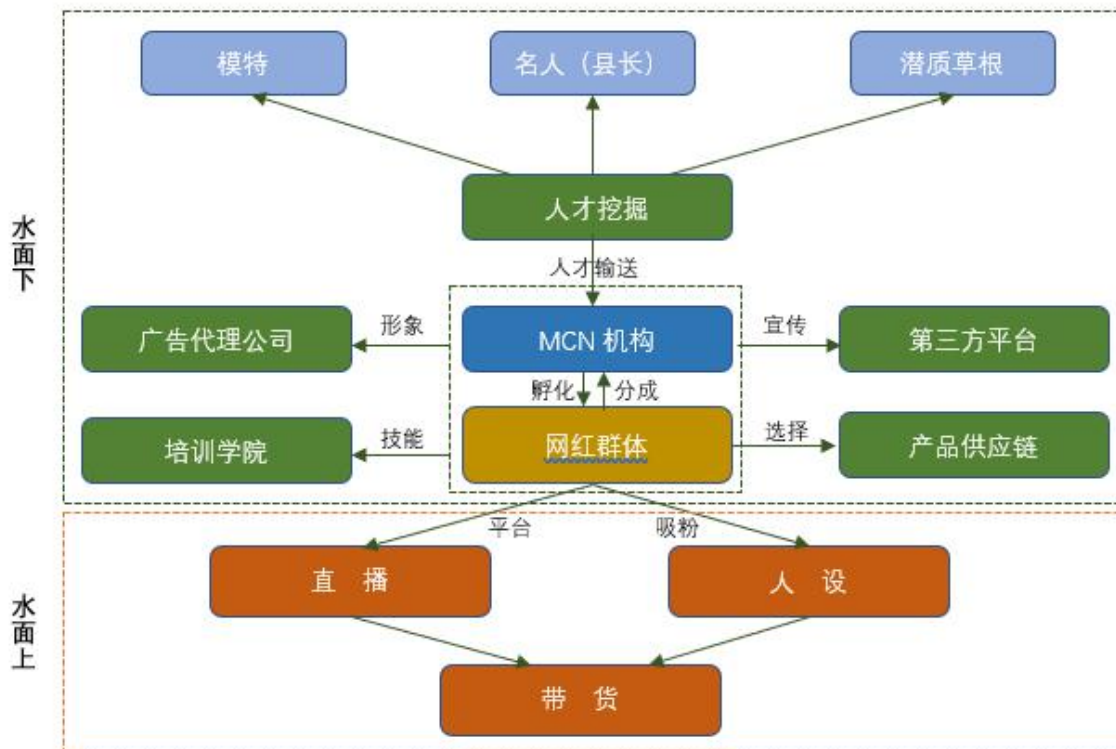 模特
名人（县长）
潜质草根
人才挖掘
人才输送
水面下
广告代理公司
形象
MCN 机构
宣传
第三方平台
孵化
分成
培训学院
技能
网红群体
选择
产品供应链
平台
吸粉
水面上
直 播
人 设
带 货